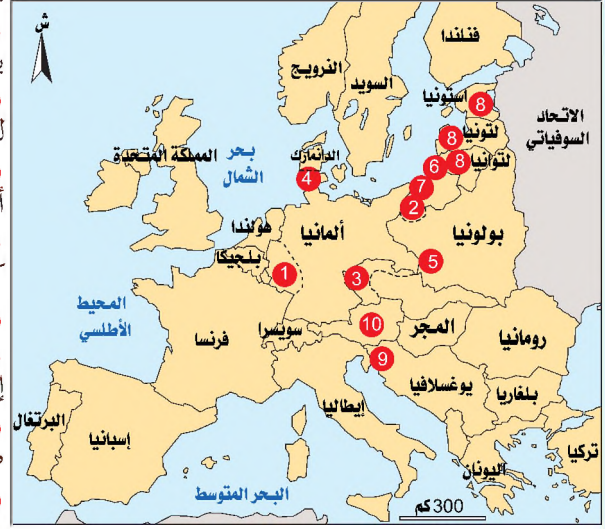 ش
فنلندا
النرويج
السويد
استونيا
8
الاتحاد
السوفياتي
لتونيا
8
المملكة المتحدة
بحر
الشمال
الدانمارك
4
6
8
لتوانيا
7
2
هولندا
ألمانيا
بولونيا
بلجيكا
1
3
5
المحيط
الأطلسي
فرنسا
سويسرا
10
المجر
رومانيا
9
يوغسلافيا
بلغاريا
إيطاليا
البرتغال
إسبانيا
تركيا
اليونان
البحر المتوسط
300 كم